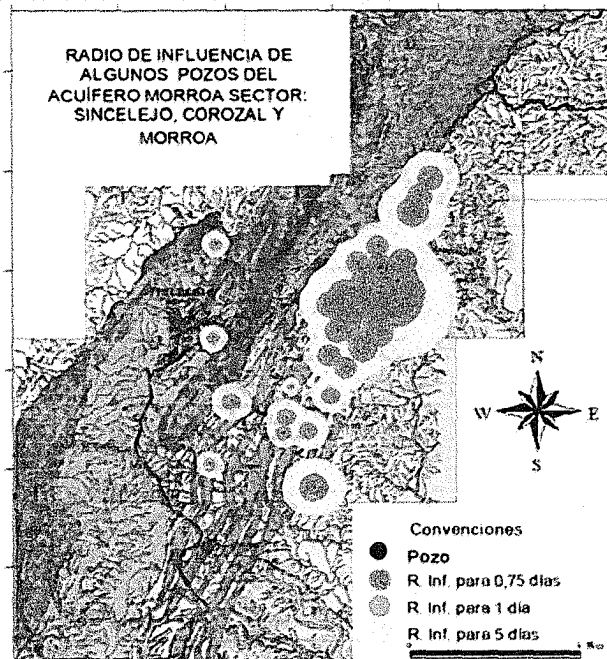 RADIO DE INFLUENCIA DE
ALGUNOS POZOS DEL
ACUÍFERO MORROA SECTOR:
SINCELEJO, COROZAL Y
MORROA
N
W
E
S
Convenciones
Pozo
R. Inf. para 0,75 días
R. Inf. para 1 día
R. Inf. para 5 días